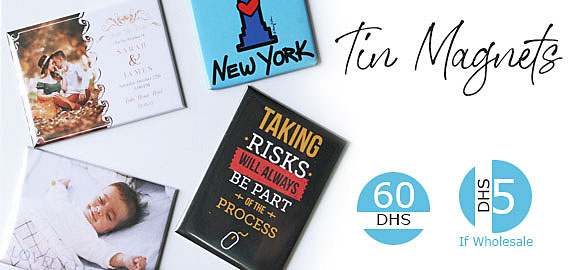 SARAH
&
JAMES
NEW YORK
Tin Magnets
TAKING
RISKS
WILL ALWAYS
BE PART
OF THE
PROCESS
60
DHS
DHS
5
If Wholesale